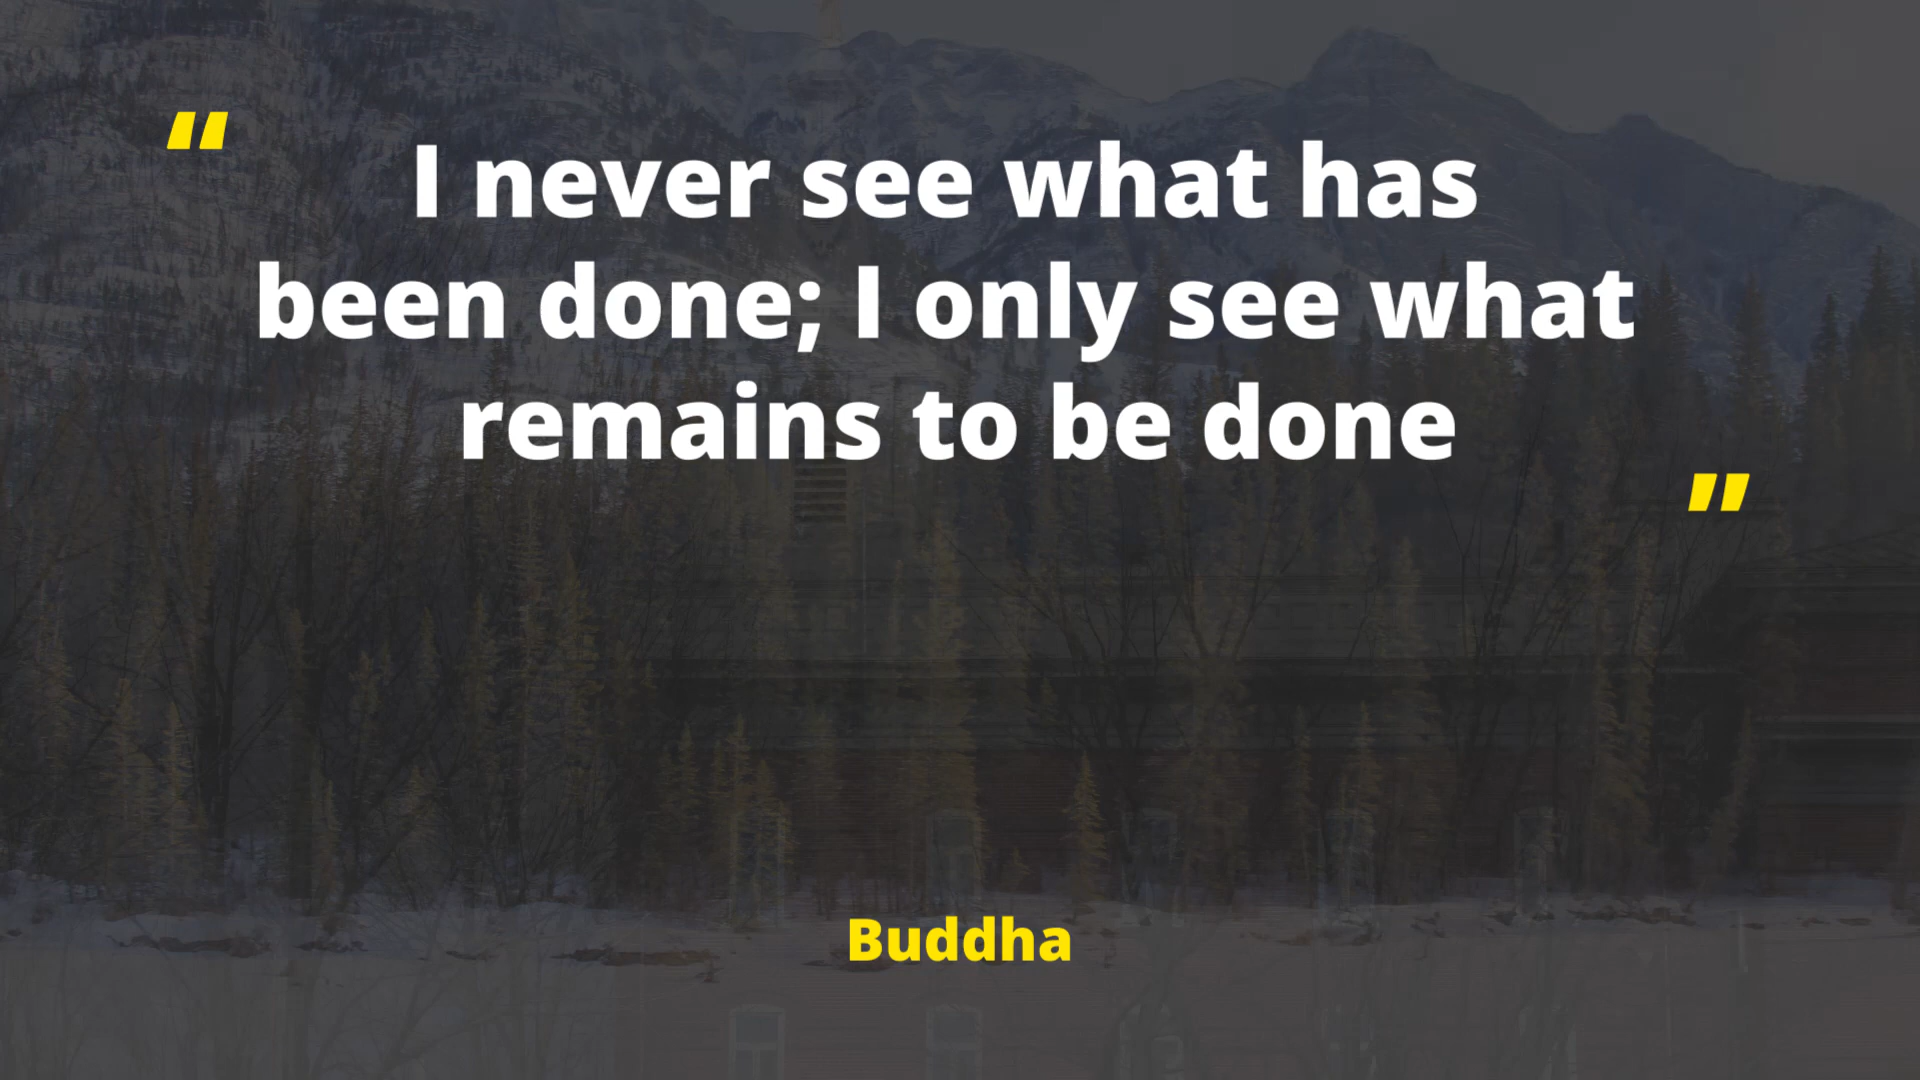 "
I never see what has
been done; I only see what
remains to be done
"
Buddha